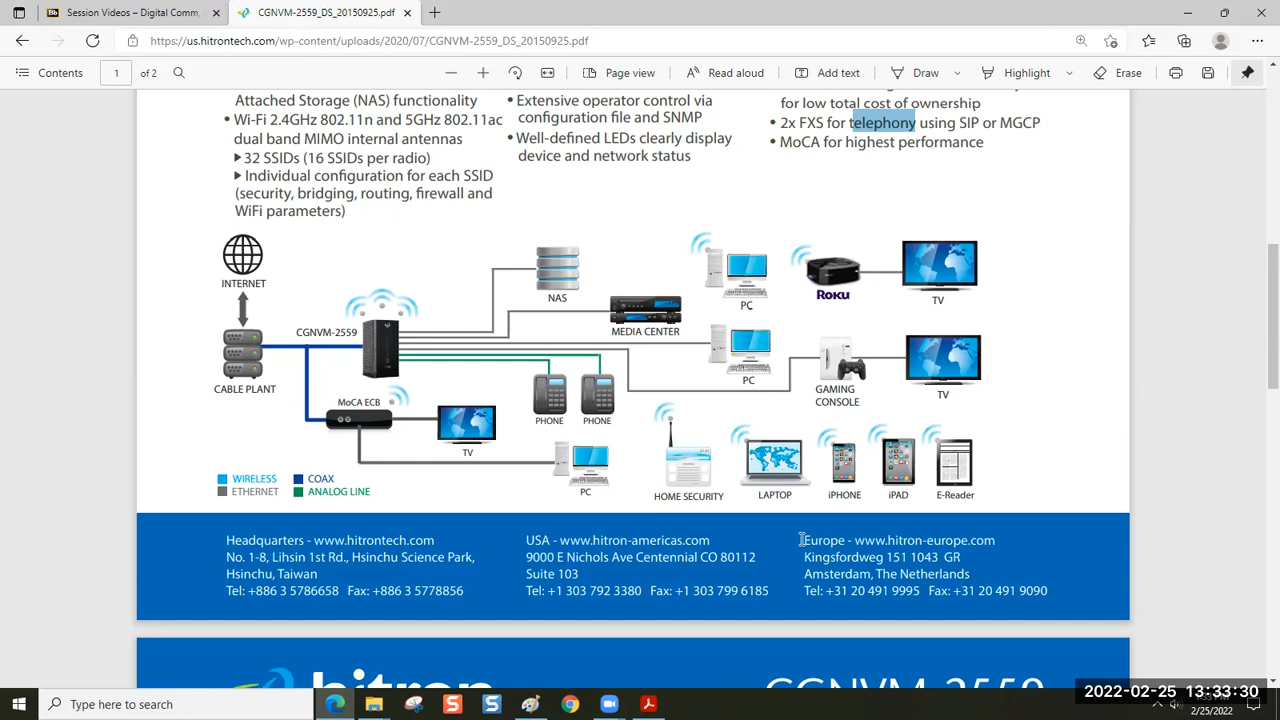 Session Videos – Digital Comm
CGNVM-2559_DS_20150925.pdf
https://us.hitrontech.com/wp-content/uploads/2020/07/CGNVM-2559_DS_20150925.pdf
Contents
1
of 2
Page view
Read aloud
Add text
Draw
Highlight
Erase
Attached Storage (NAS) functionality
• Wi-Fi 2.4GHz 802.11n and 5GHz 802.11ac
dual band MIMO internal antennas
32 SSIDs (16 SSIDs per radio)
Individual configuration for each SSID
(security, bridging, routing, firewall and
WiFi parameters)
• Extensive operator control via
configuration file and SNMP
• Well-defined LEDs clearly display
device and network status
for low total cost of ownership
• 2x FXS for telephony using SIP or MGCP
• MoCA for highest performance
INTERNET
CGNVM-2559
CABLE PLANT
MoCA ECB
NAS
MEDIA CENTER
PC
Roku
TV
PC
GAMING
CONSOLE
TV
PHONE
PHONE
TV
PC
HOME SECURITY
LAPTOP
iPHONE
iPAD
E-Reader
WIRELESS
COAX
ETHERNET
ANALOG LINE
Headquarters - www.hitrontech.com
No. 1-8, Lihsin 1st Rd., Hsinchu Science Park,
Hsinchu, Taiwan
Tel: +886 3 5786658 Fax: +886 3 5778856
USA - www.hitron-americas.com
9000 E Nichols Ave Centennial CO 80112
Suite 103
Tel: +1 303 792 3380 Fax: +1 303 799 6185
Europe - www.hitron-europe.com
Kingsfordweg 151 1043 GR
Amsterdam, The Netherlands
Tel: +31 20 491 9995 Fax: +31 20 491 9090
hitron
CGNVM-2559
Type here to search
2022-02-25 13:33:30
2/25/2022